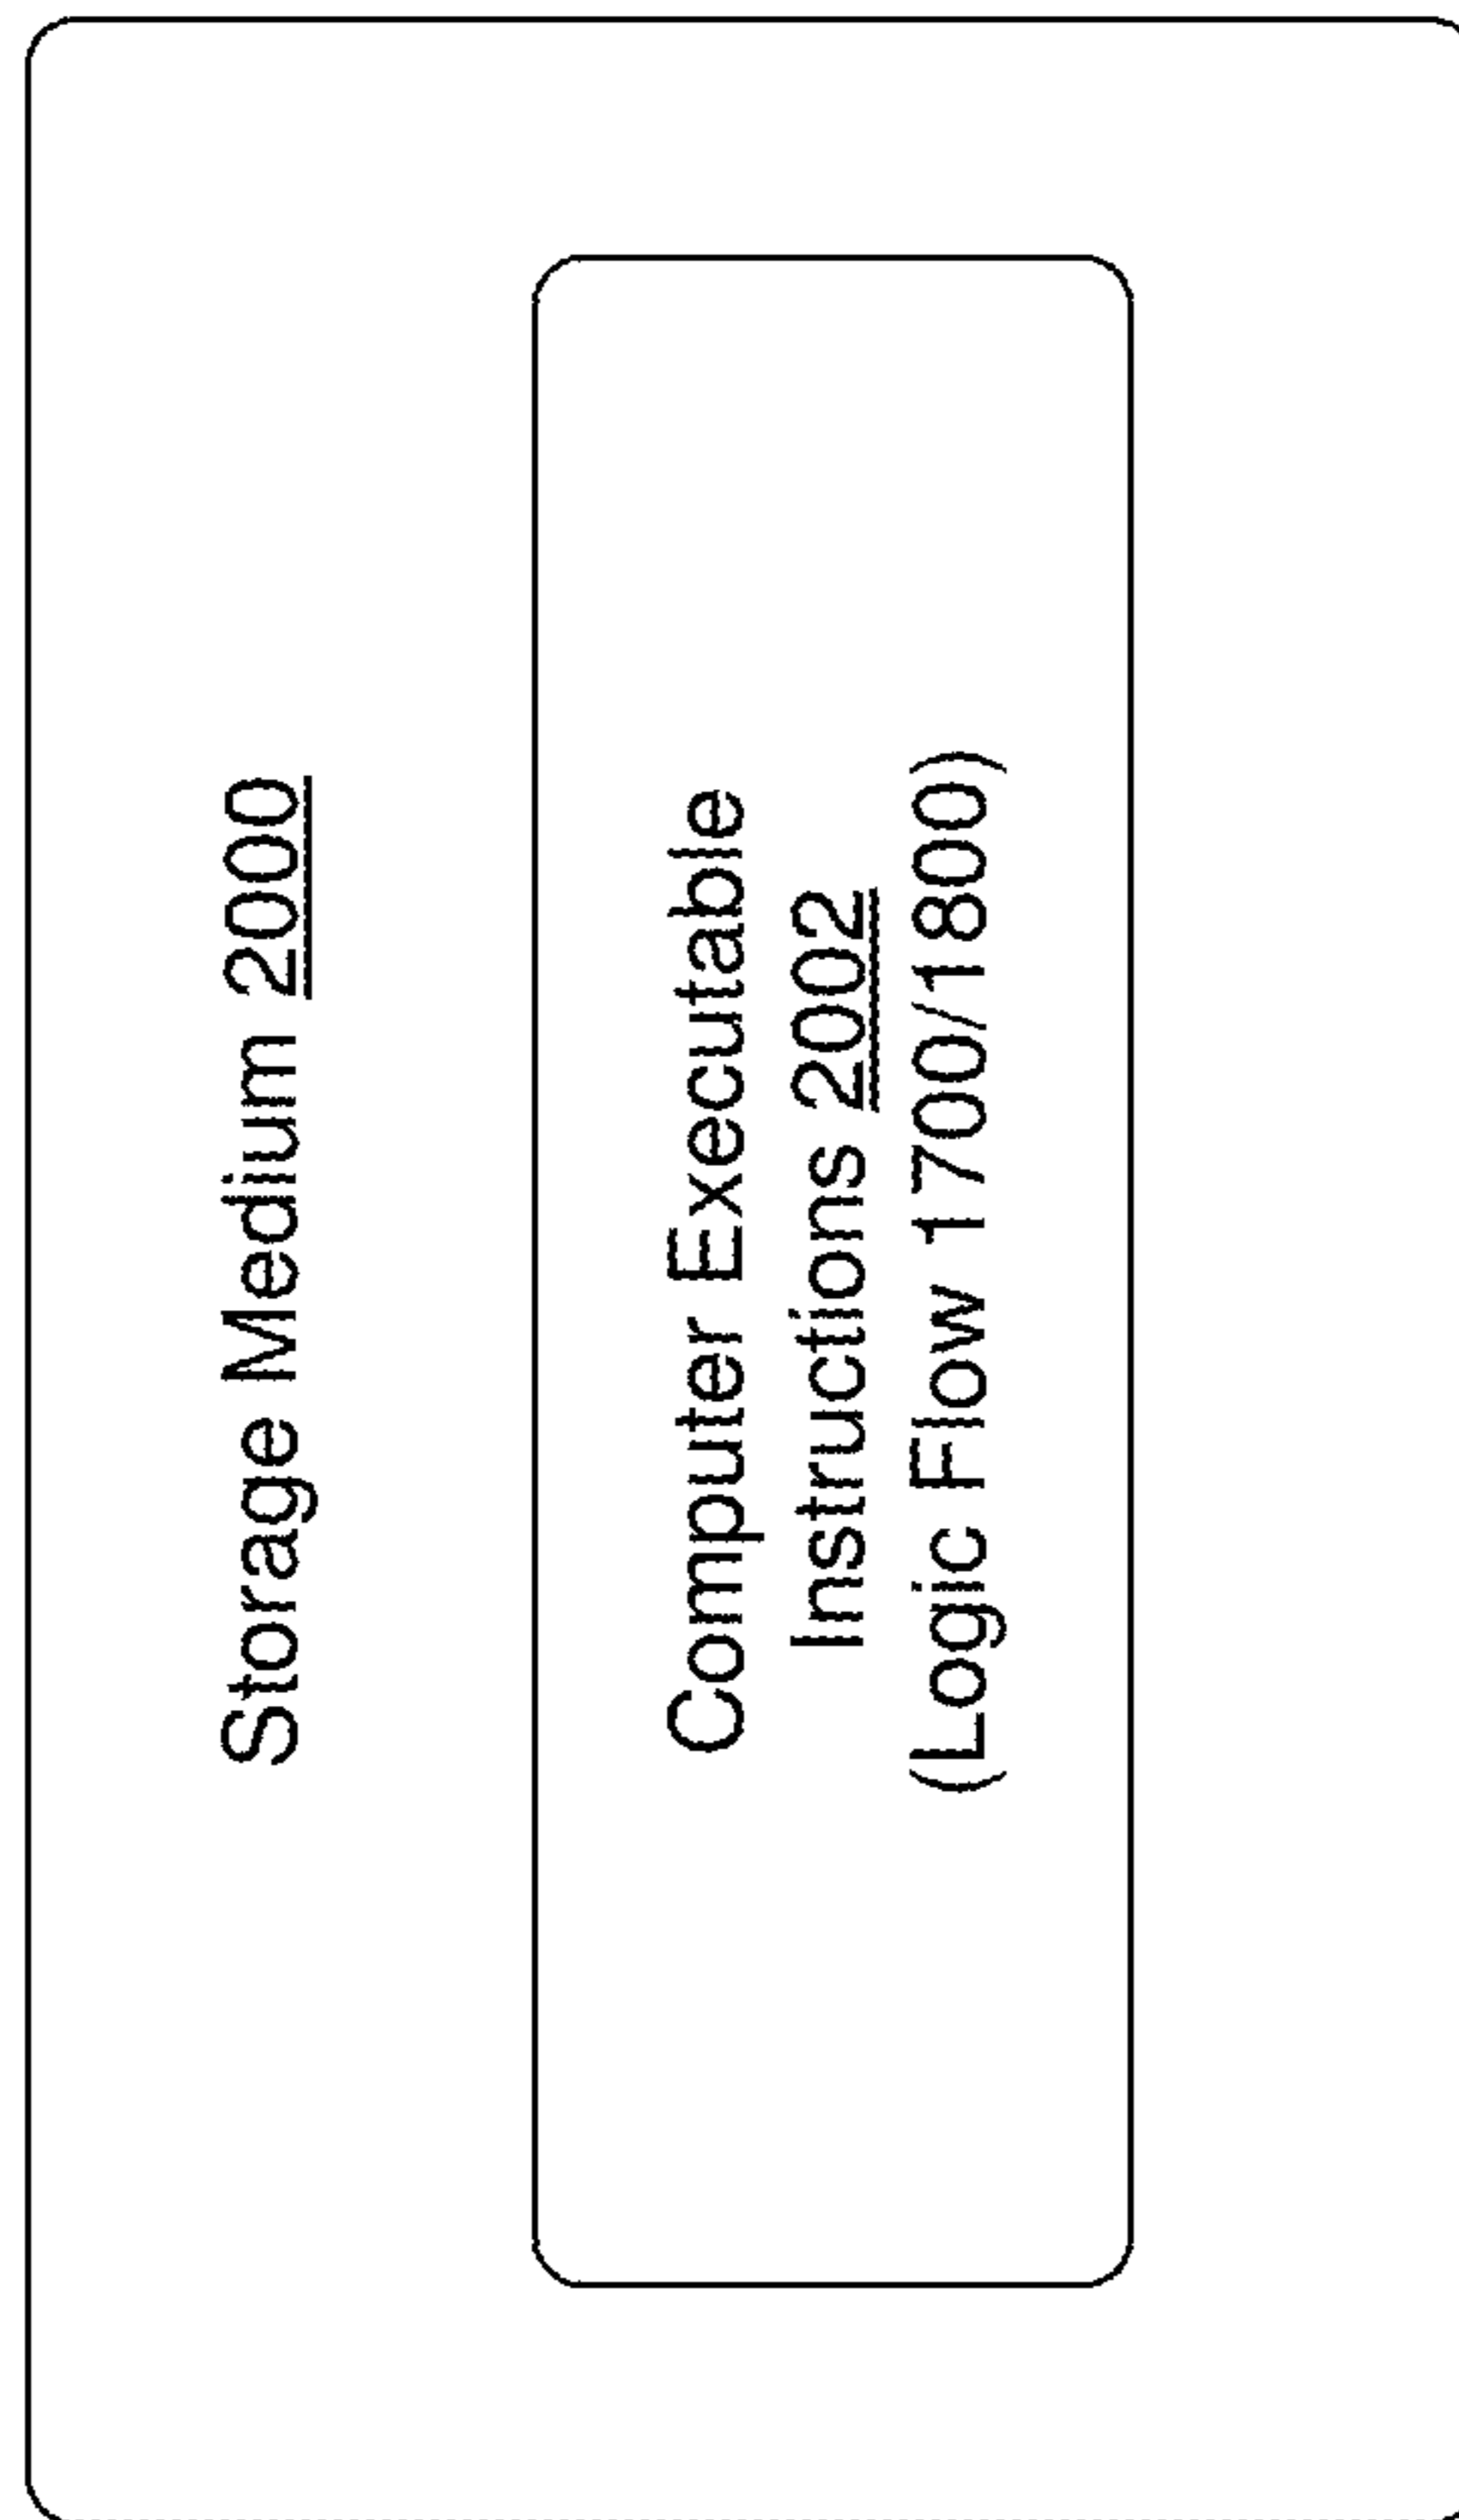 Storage Medium 2000
Computer Executable
Instructions 2002
(Logic Flow 1700/1800)